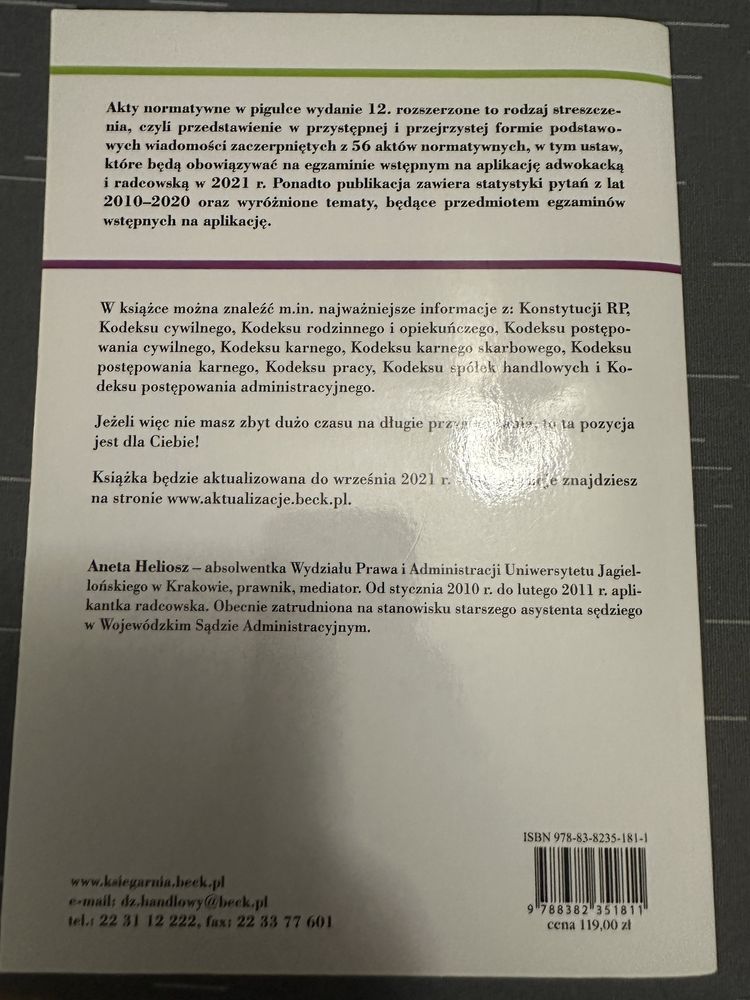 Akty normatywne w pigułce wydanie 12. rozszerzone to rodzaj streszcze-
nia, czyli przedstawienie w przystępnej i przejrzystej formie podstawo-
wych wiadomości zaczerpniętych z 56 aktów normatywnych, w tym ustaw,
które będą obowiązywać na egzaminie wstępnym na aplikację adwokacką
i radcowską w 2021 r. Ponadto publikacja zawiera statystyki pytań z lat
2010–2020 oraz wyróżnione tematy, będące przedmiotem egzaminów
wstępnych na aplikację.
W książce można znaleźć m.in. najważniejsze informacje z: Konstytucji RP,
Kodeksu cywilnego, Kodeksu rodzinnego i opiekuńczego, Kodeksu postępo-
wania cywilnego, Kodeksu karnego, Kodeksu karnego skarbowego, Kodeksu
postępowania karnego, Kodeksu pracy, Kodeksu spółek handlowych i Ko-
deksu postępowania administracyjnego.
Jeżeli więc nie masz zbyt dużo czasu na długie to ta pozycja
jest dla Ciebie!
Książka będzie aktualizowana do września 2021 r. znajdziesz
na stronie www.aktualizacje.beck.pl.
Aneta Heliosz – absolwentka Wydziału Prawa i Administracji Uniwersytetu Jagiel-
lońskiego w Krakowie, prawnik, mediator. Od stycznia 2010 r. do lutego 2011 r. apli-
kantka radcowska. Obecnie zatrudniona na stanowisku starszego asystenta sędziego
w Wojewódzkim Sądzie Administracyjnym.
ISBN 978-83-8235-181-1
9 788382 351811
cena 119,00 zł
www.ksiegarnia.beck.pl
e-mail: dz.handlowy@beck.pl
tel.: 22 31 12 222, fax: 22 33 77 601